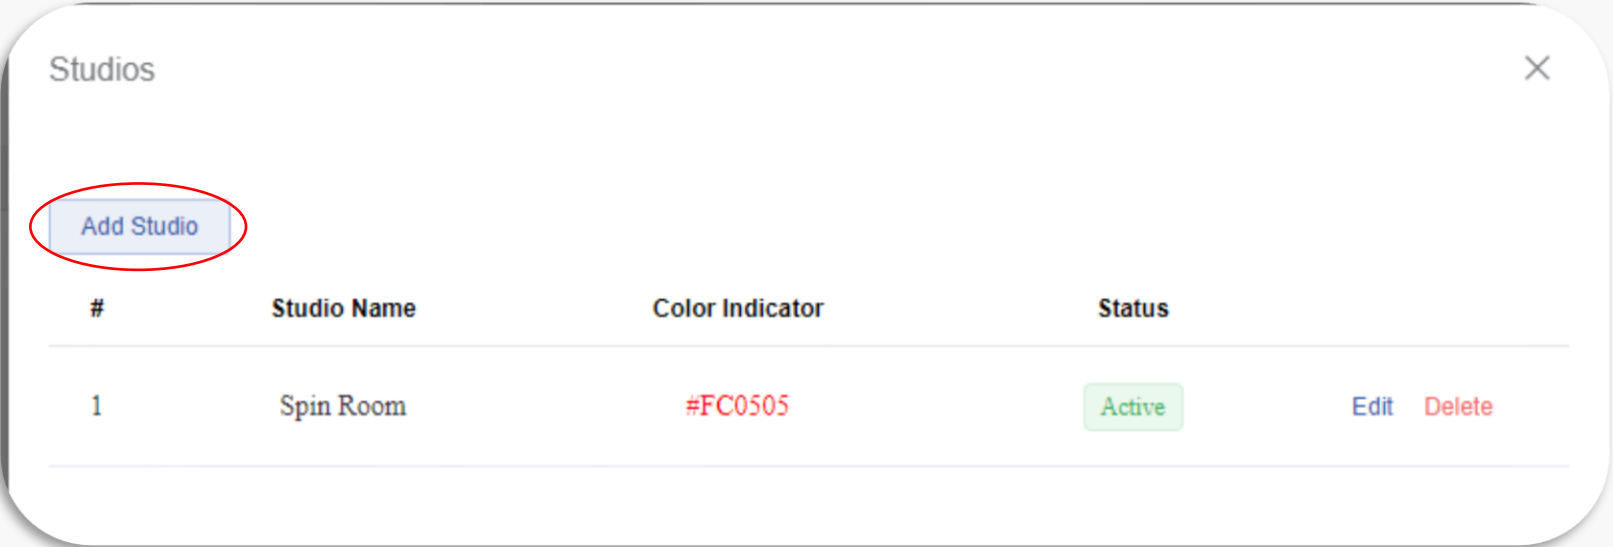 Studios
Add Studio
# Studio Name Color Indicator Status
1 Spin Room #FC0505 Active Edit Delete